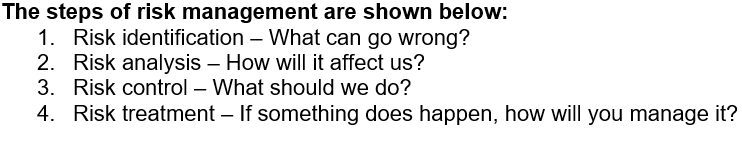 The steps of risk management are shown below:
1. Risk identification – What can go wrong?
2. Risk analysis – How will it affect us?
3. Risk control – What should we do?
4. Risk treatment – If something does happen, how will you manage it?